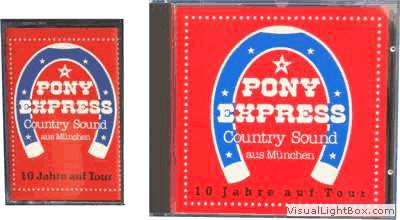 PONY
EXPRESS
Country Sound
aus München
10 Jahre auf Tour
PONY
EXPRESS
Country Sound
aus München
10 Jahre auf Tour
VisualLightBox.com